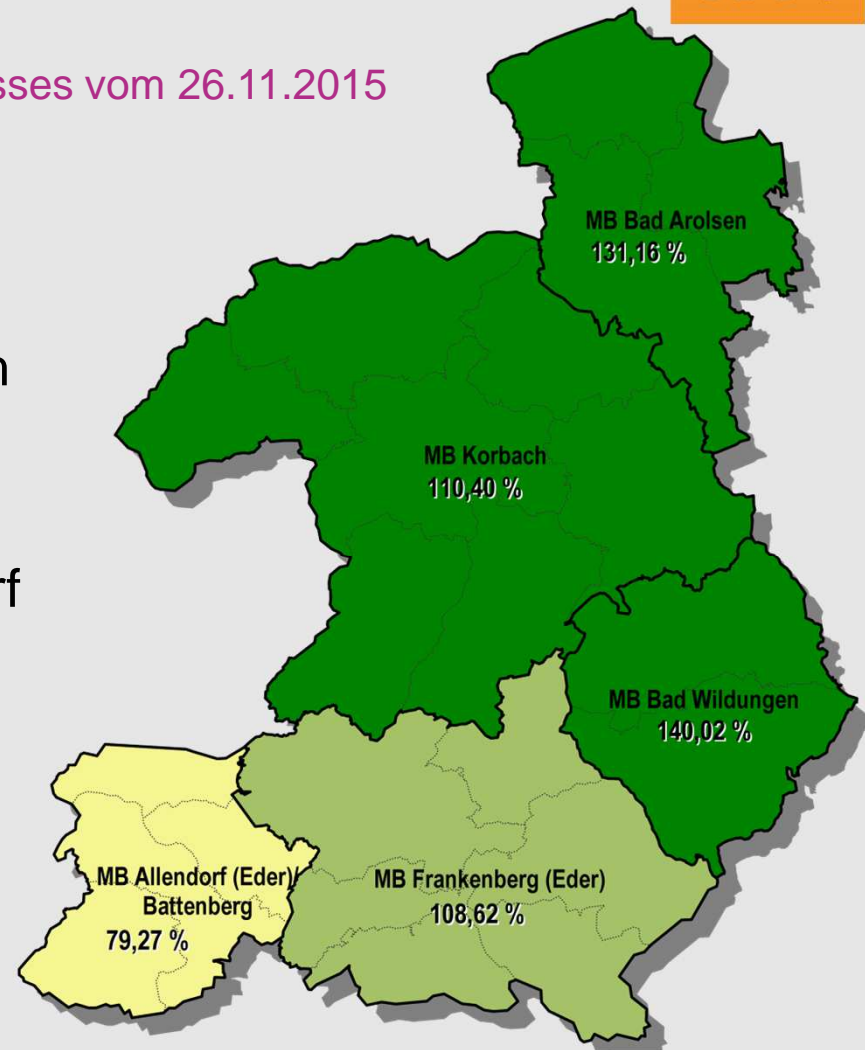 sses vom 26.11.2015
MB Bad Arolsen
131,16 %
n
MB Korbach
110,40 %
rf
MB Bad Wildungen
140,02 %
MB Allendorf (Eder)/
Battenberg
79,27 %
MB Frankenberg (Eder)
108,62 %